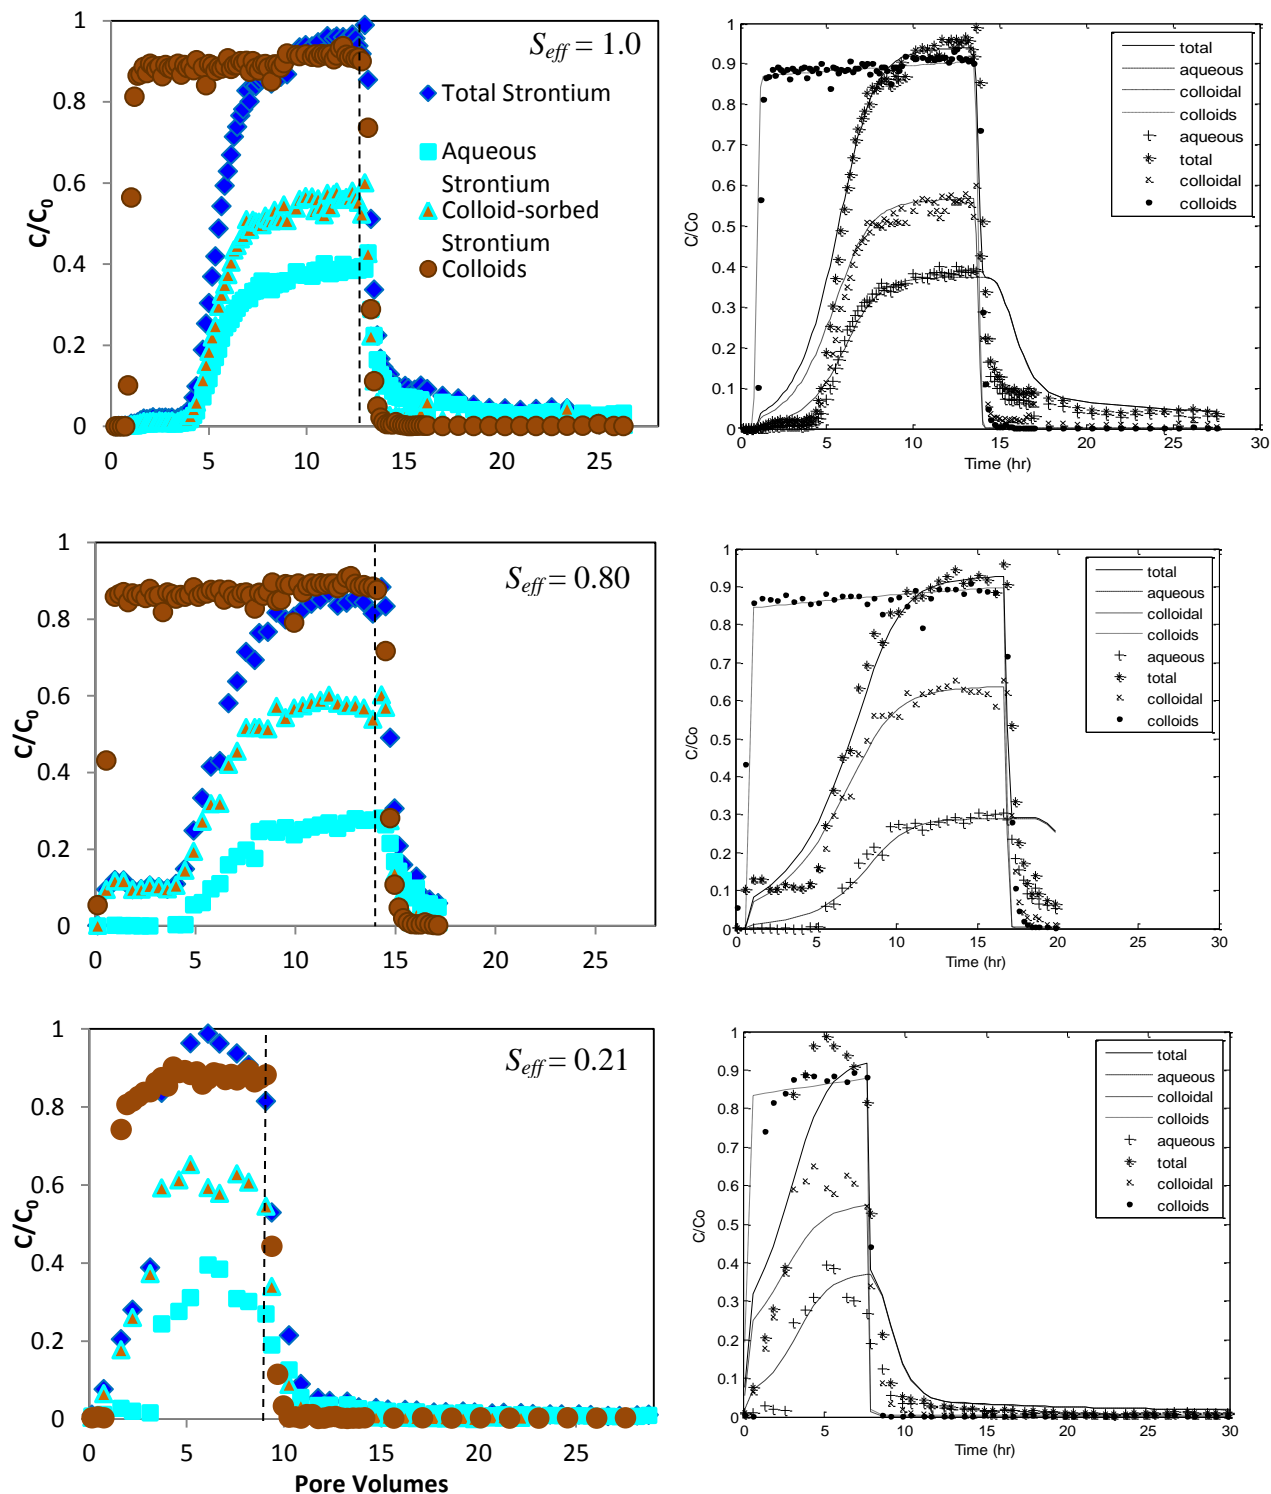 1
0.8
0.6
0.4
0.2
0
C/C0
0 5 10 15 20 25
Seff = 1.0
Total Strontium
Aqueous
Strontium
Colloid-sorbed
Strontium
Colloids
1
0.9
0.8
0.7
0.6
0.5
0.4
0.3
0.2
0.1
0
C/Co
0 5 10 15 20 25 30
Time (hr)
total
aqueous
colloidal
colloids
aqueous
total
colloidal
colloids
1
0.8
0.6
0.4
0.2
0
C/C0
0 5 10 15 20 25
Seff = 0.80
1
0.9
0.8
0.7
0.6
0.5
0.4
0.3
0.2
0.1
0
C/Co
0 5 10 15 20 25 30
Time (hr)
total
aqueous
colloidal
colloids
aqueous
total
colloidal
colloids
1
0.8
0.6
0.4
0.2
0
C/C0
0 5 10 15 20 25
Pore Volumes
Seff = 0.21
1
0.9
0.8
0.7
0.6
0.5
0.4
0.3
0.2
0.1
0
C/Co
0 5 10 15 20 25 30
Time (hr)
total
aqueous
colloidal
colloids
aqueous
total
colloidal
colloids